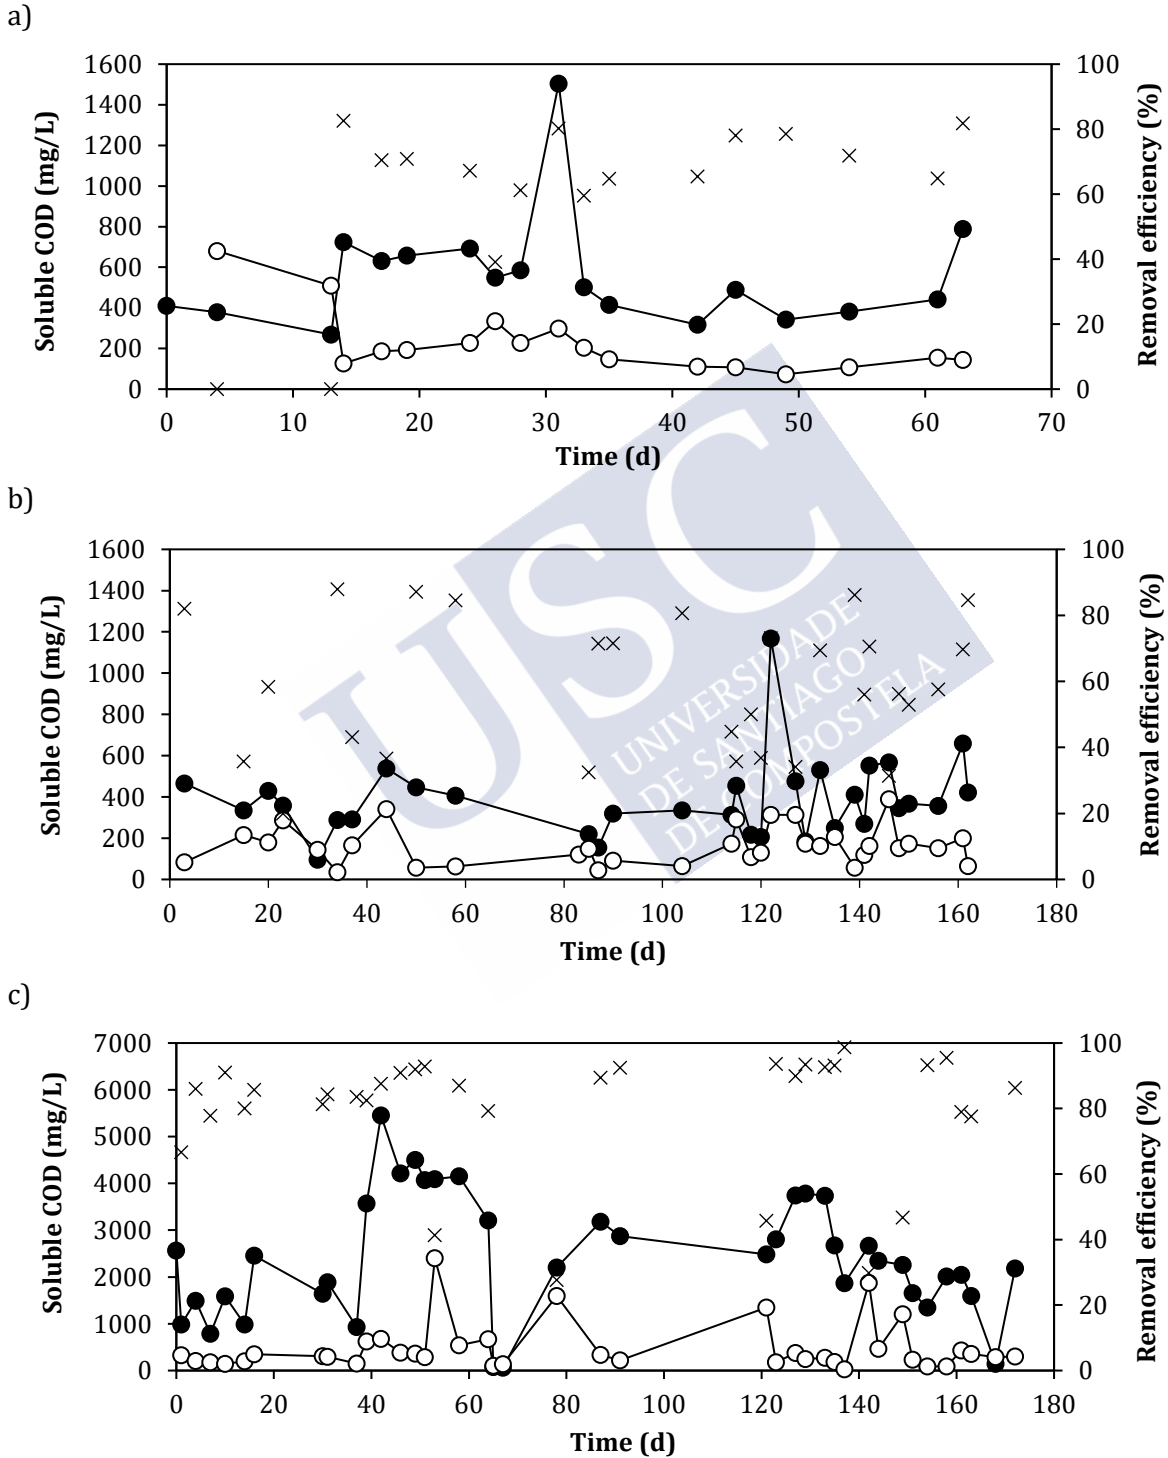 a)
1600
1400
1200
1000
800
600
400
200
0
Soluble COD (mg/L)
100
80
60
40
20
0
Removal efficiency (%)
0 10 20 30 40 50 60 70
Time (d)
b)
1600
1400
1200
1000
800
600
400
200
0
Soluble COD (mg/L)
100
80
60
40
20
0
Removal efficiency (%)
0 20 40 60 80 100 120 140 160 180
Time (d)
USC
UNIVERSIDADE
DE SANTIAGO
DE COMPOSTELA
c)
7000
6000
5000
4000
3000
2000
1000
0
Soluble COD (mg/L)
100
80
60
40
20
0
Removal efficiency (%)
0 20 40 60 80 100 120 140 160 180
Time (d)